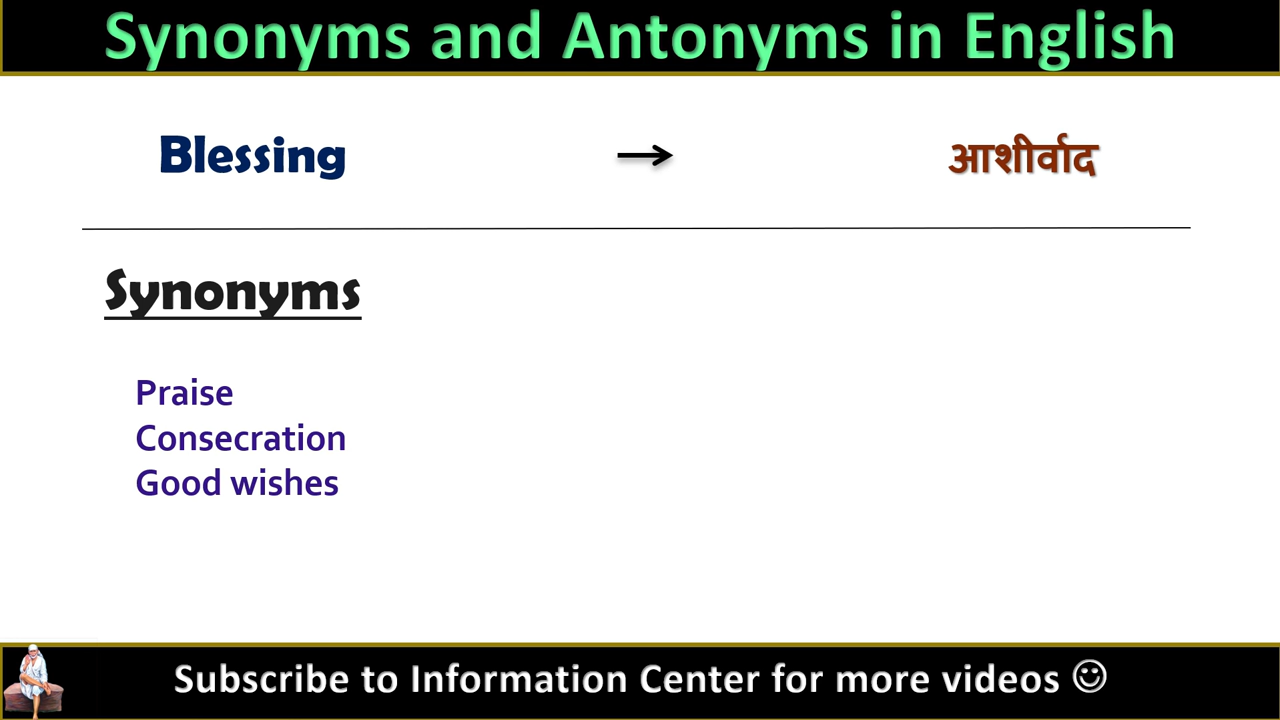 Synonyms and Antonyms in English
Blessing → आशीर्वाद
Synonyms
Praise
Consecration
Good wishes
Subscribe to Information Center for more videos ☺